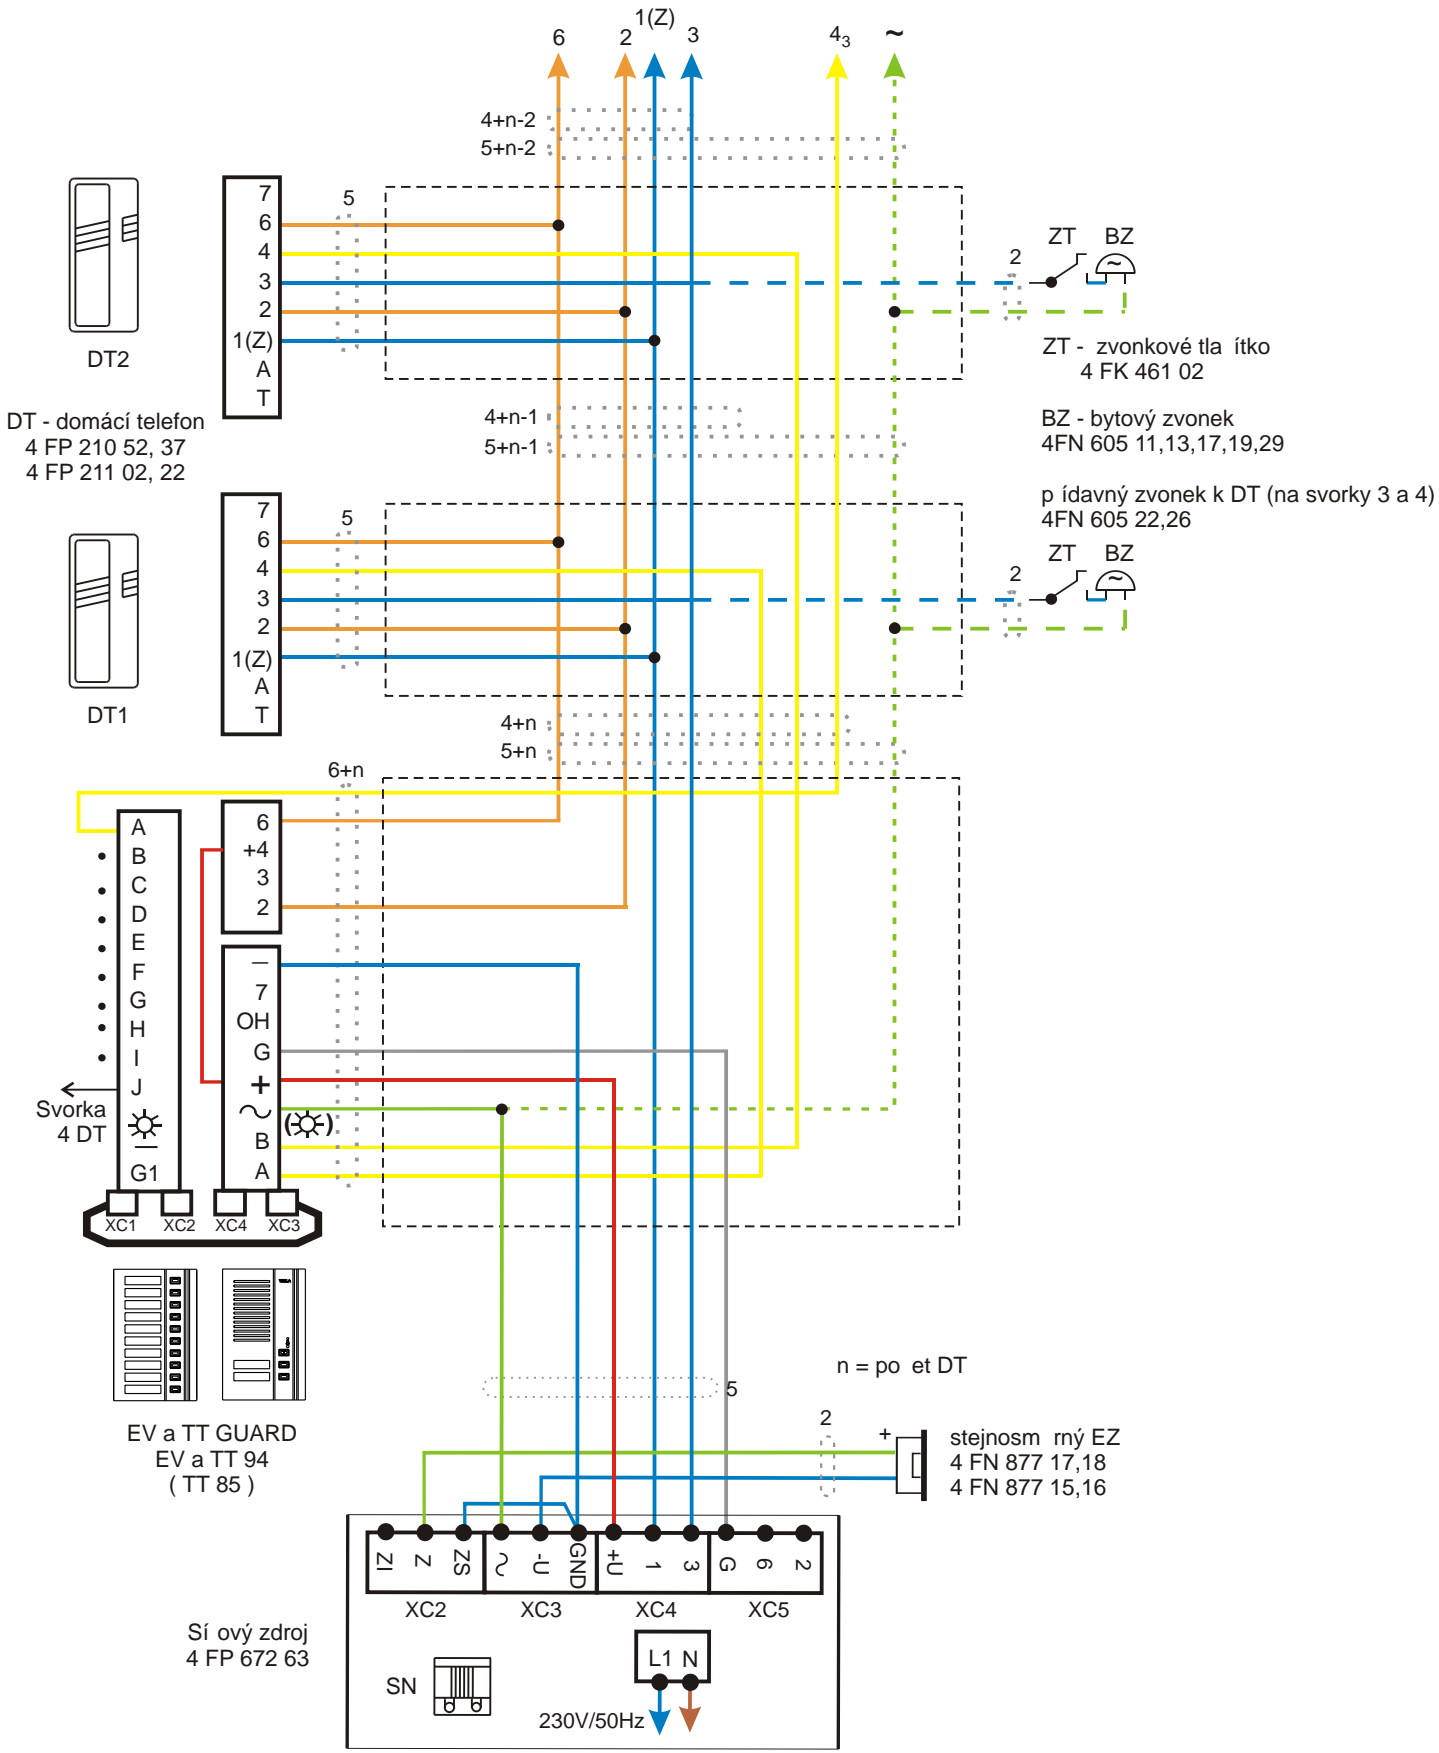 6
2
1(Z)
3
4₃
~
4+n-2
5+n-2
7
6
4
3
2
1(Z)
A
T
5
DT2
2
ZT BZ
~
ZT - zvonkové tla ítko
4 FK 461 02
DT - domácí telefon
4 FP 210 52, 37
4 FP 211 02, 22
4+n-1
5+n-1
BZ - bytový zvonek
4FN 605 11,13,17,19,29
p ídavný zvonek k DT (na svorky 3 a 4)
4FN 605 22,26
7
6
4
3
2
1(Z)
A
T
5
DT1
2
ZT BZ
~
4+n
5+n
6+n
A
B
C
D
E
F
G
H
I
J
G1
Svorka
4 DT
6
+4
3
2
–
7
OH
G
+
~
B
A
XC1 XC2 XC4 XC3
EV a TT GUARD
EV a TT 94
( TT 85 )
n = po et DT
5
2
+
stejnosm rný EZ
4 FN 877 17,18
4 FN 877 15,16
ZI Z ZS ~ -U GND +U 1 3 G 6 2
XC2 XC3 XC4 XC5
Sí ový zdroj
4 FP 672 63
SN
L1 N
230V/50Hz